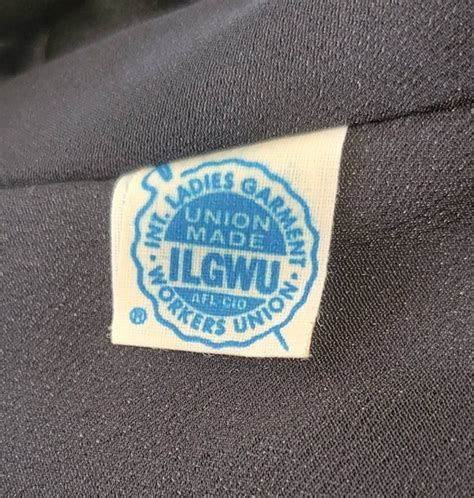 INT. LADIES GARMENT
UNION
MADE
ILGWU
AFL-CIO
· WORKERS UNION ·
®